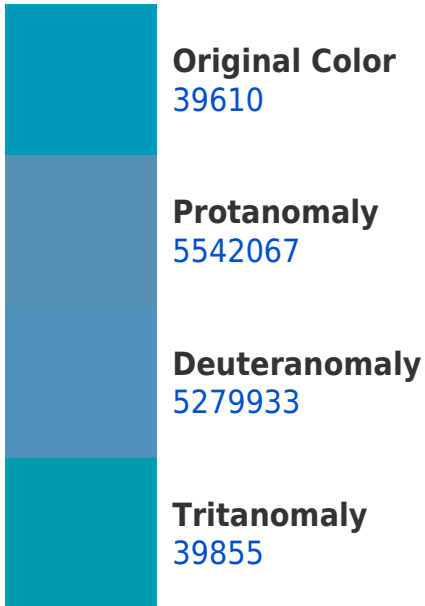 Original Color
39610
Protanomaly
5542067
Deuteranomaly
5279933
Tritanomaly
39855